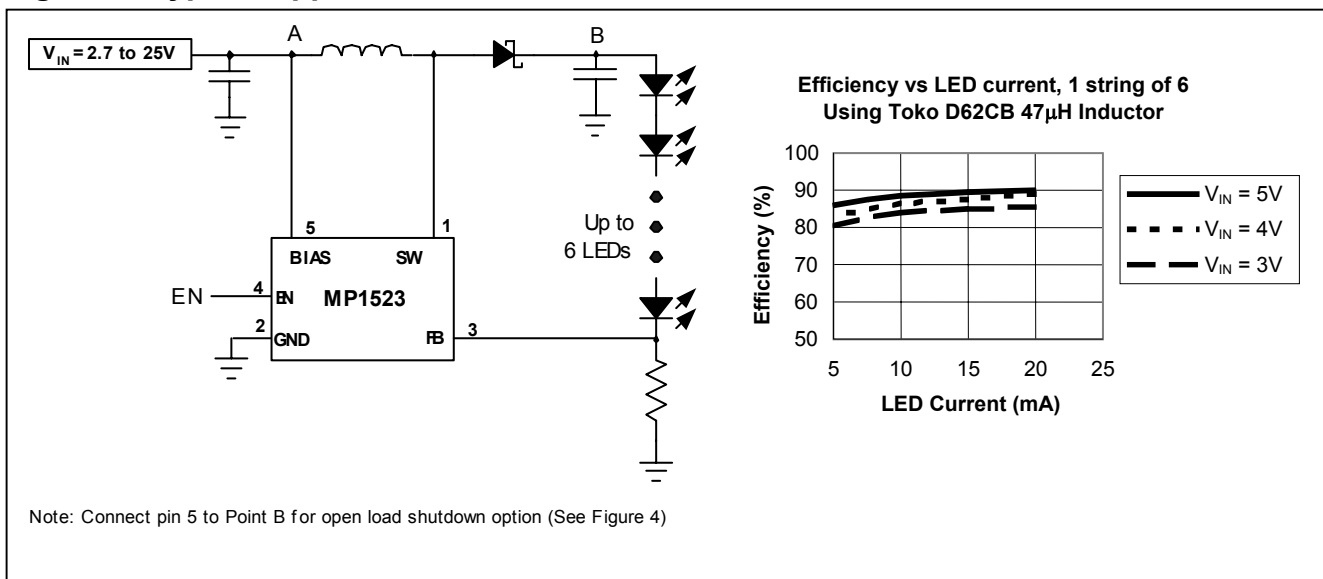 A
B
V_IN = 2.7 to 25V
5
1
BIAS
SW
EN
4
EN
MP1523
2
GND
FB
3
Up to
6 LEDs
Note: Connect pin 5 to Point B for open load shutdown option (See Figure 4)
Efficiency vs LED current, 1 string of 6
Using Toko D62CB 47μH Inductor
Efficiency (%)
100
90
80
70
60
50
5
10
15
20
25
LED Current (mA)
V_IN = 5V
V_IN = 4V
V_IN = 3V